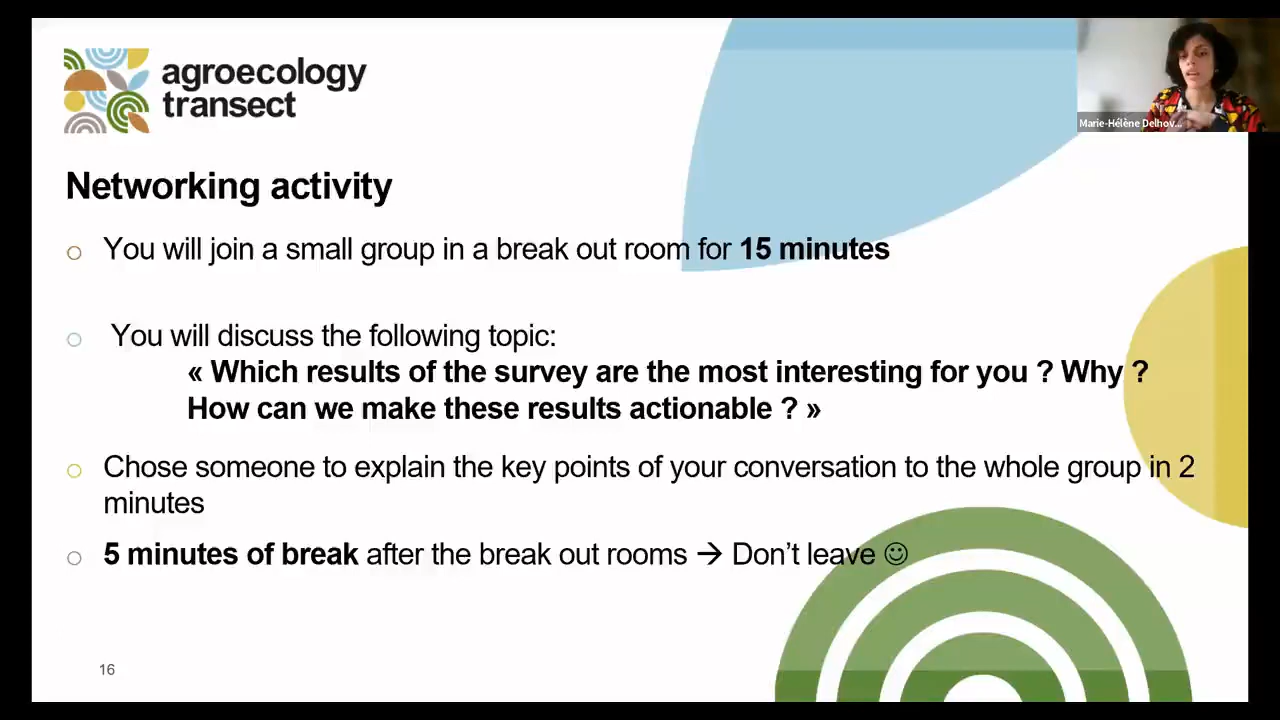 agroecology
transect
Marie-Hélène Delhov...
Networking activity
You will join a small group in a break out room for 15 minutes
You will discuss the following topic:
« Which results of the survey are the most interesting for you ? Why ?
How can we make these results actionable ? »
Chose someone to explain the key points of your conversation to the whole group in 2
minutes
5 minutes of break after the break out rooms → Don’t leave ☺
16